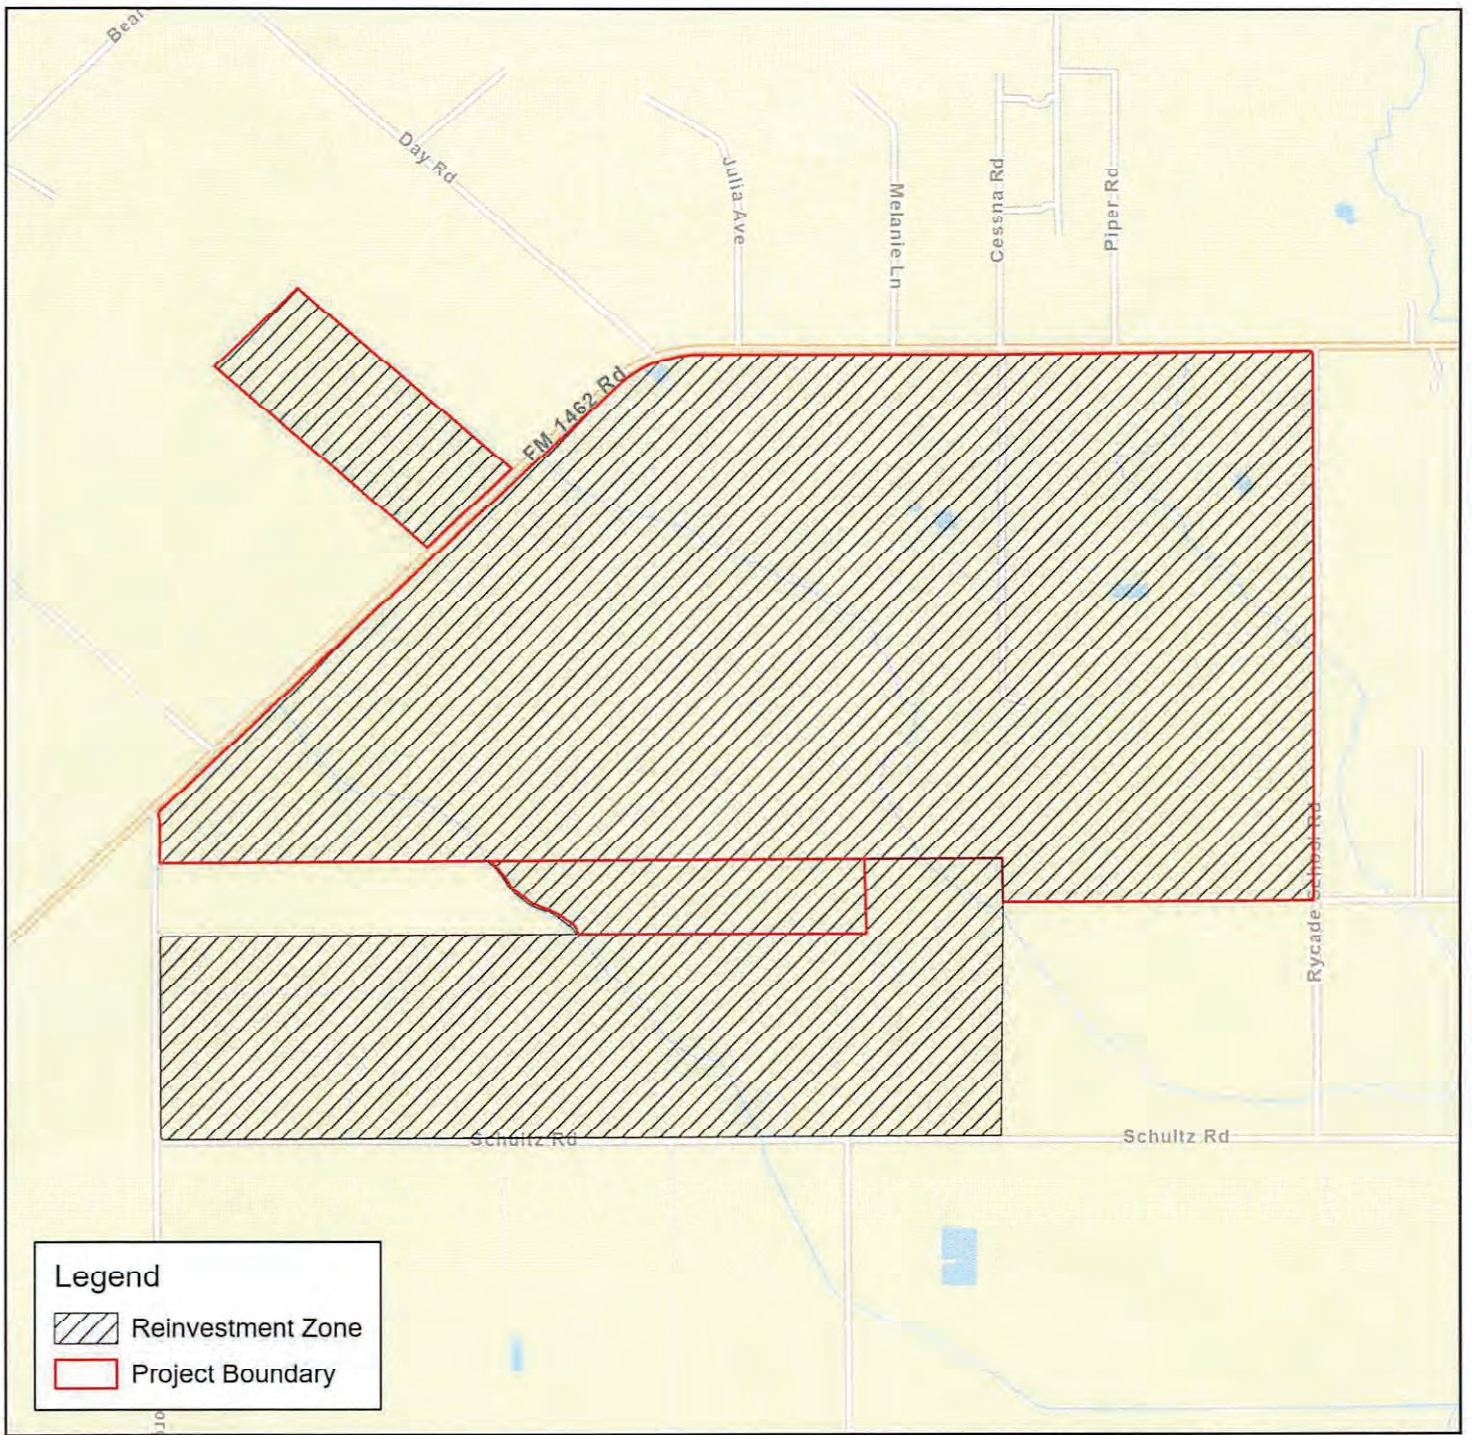 Day Rd
Julia Ave
Melanie Ln
Cessna Rd
Piper Rd
FM 1462 Rd
Rycade School Rd
Schultz Rd
Schultz Rd
Legend
Reinvestment Zone
Project Boundary